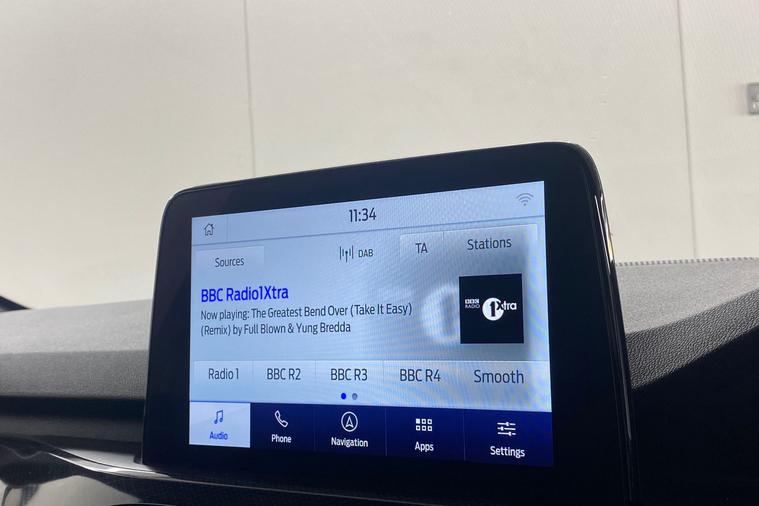 11:34
Sources
DAB
TA
Stations
BBC Radio1Xtra
Now playing: The Greatest Bend Over (Take It Easy)
(Remix) by Full Blown & Yung Bredda
BBC
RADIO
1Xtra
Radio 1
BBC R2
BBC R3
BBC R4
Smooth
Audio
Phone
Navigation
Apps
Settings